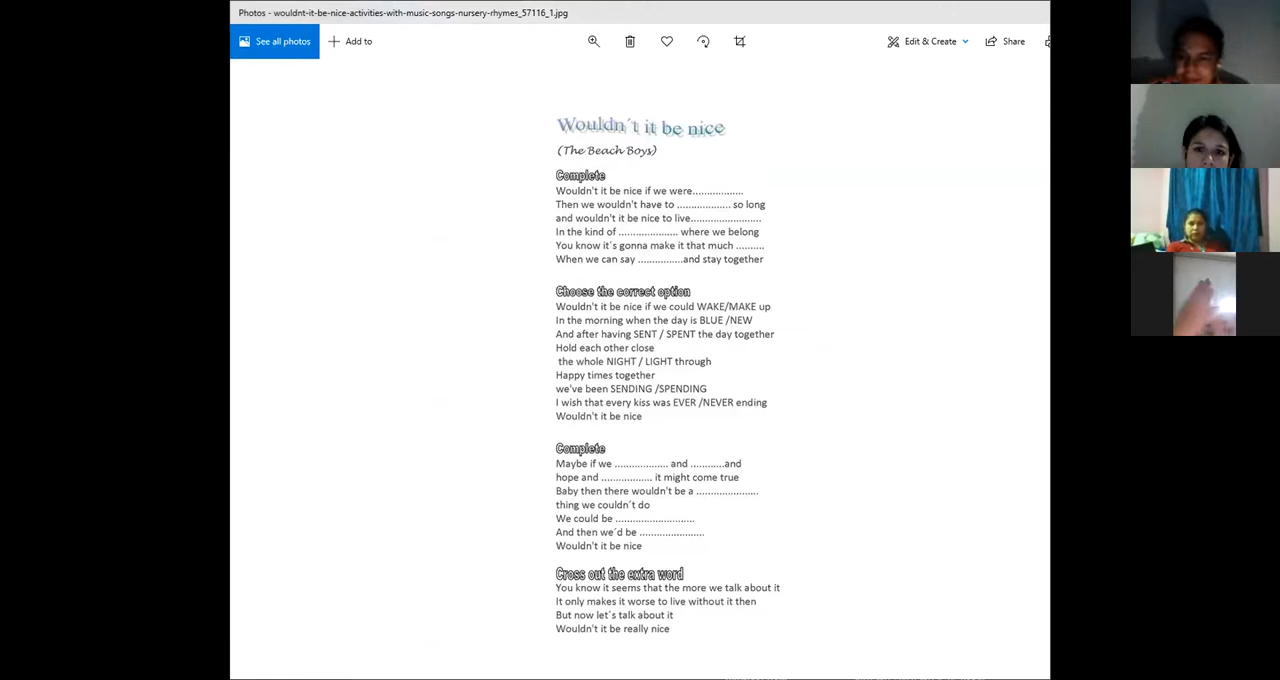 Photos - wouldnt-it-be-nice-activities-with-music-songs-nursery-rhymes_57116_1.jpg
See all photos
Add to
Edit & Create
Share
Wouldn´t it be nice
(The Beach Boys)
Complete
Wouldn't it be nice if we were..................
Then we wouldn't have to ................... so long
and wouldn't it be nice to live.........................
In the kind of ..................... where we belong
You know it´s gonna make it that much ..........
When we can say ................and stay together
Choose the correct option
Wouldn't it be nice if we could WAKE/MAKE up
In the morning when the day is BLUE /NEW
And after having SENT / SPENT the day together
Hold each other close
the whole NIGHT / LIGHT through
Happy times together
we've been SENDING /SPENDING
I wish that every kiss was EVER /NEVER ending
Wouldn't it be nice
Complete
Maybe if we ................... and ............and
hope and .................. it might come true
Baby then there wouldn't be a ......................
thing we couldn´t do
We could be ............................
And then we´d be .......................
Wouldn't it be nice
Cross out the extra word
You know it seems that the more we talk about it
It only makes it worse to live without it then
But now let´s talk about it
Wouldn't it be really nice